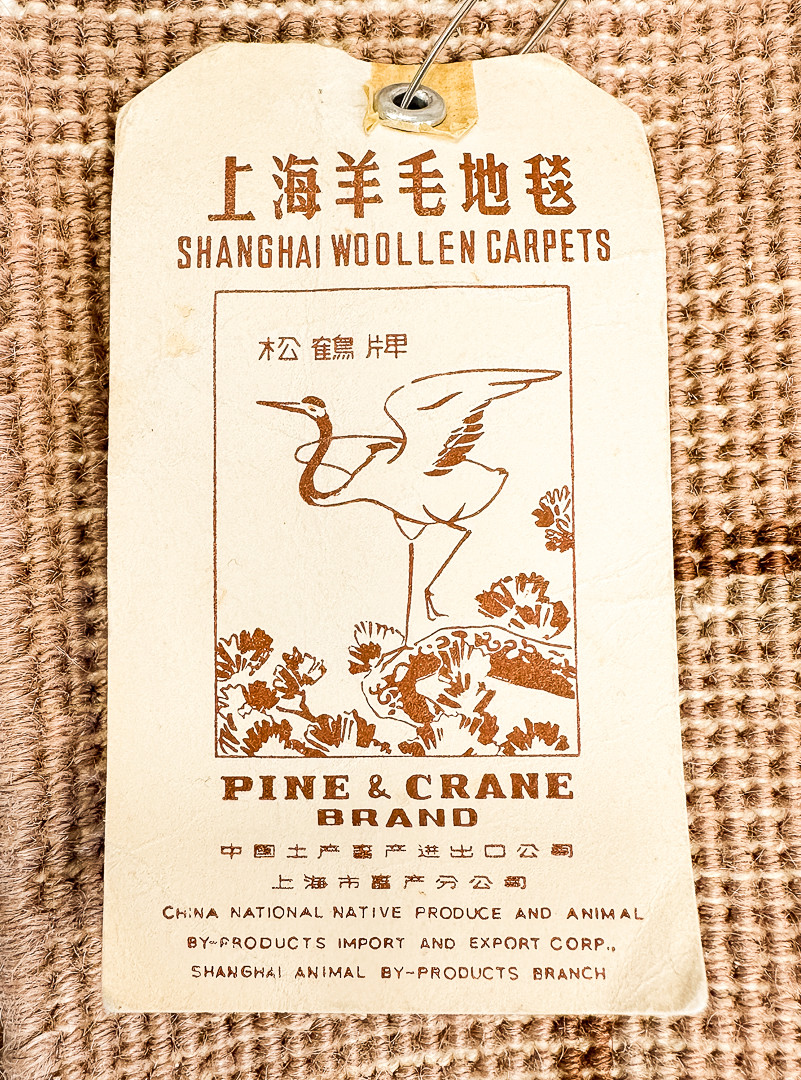 上海羊毛地毯
SHANGHAI WOOLLEN CARPETS
松鶴牌
PINE & CRANE
BRAND
中国土产畜产进出口公司
上海市畜产分公司
CHINA NATIONAL NATIVE PRODUCE AND ANIMAL
BY-PRODUCTS IMPORT AND EXPORT CORP.,
SHANGHAI ANIMAL BY-PRODUCTS BRANCH